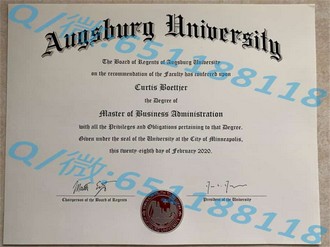 Augsburg University
The Board of Regents of Augsburg University
on the recommendation of the Faculty has conferred upon
Curtis Boettjer
the Degree of
Master of Business Administration
with all the Privileges and Obligations pertaining to that Degree.
Given under the seal of the University at the City of Minneapolis,
this twenty-eighth day of February 2020.
Chairperson of the Board of Regents
President of the University
Q/微:651188118
Q/微:651188118